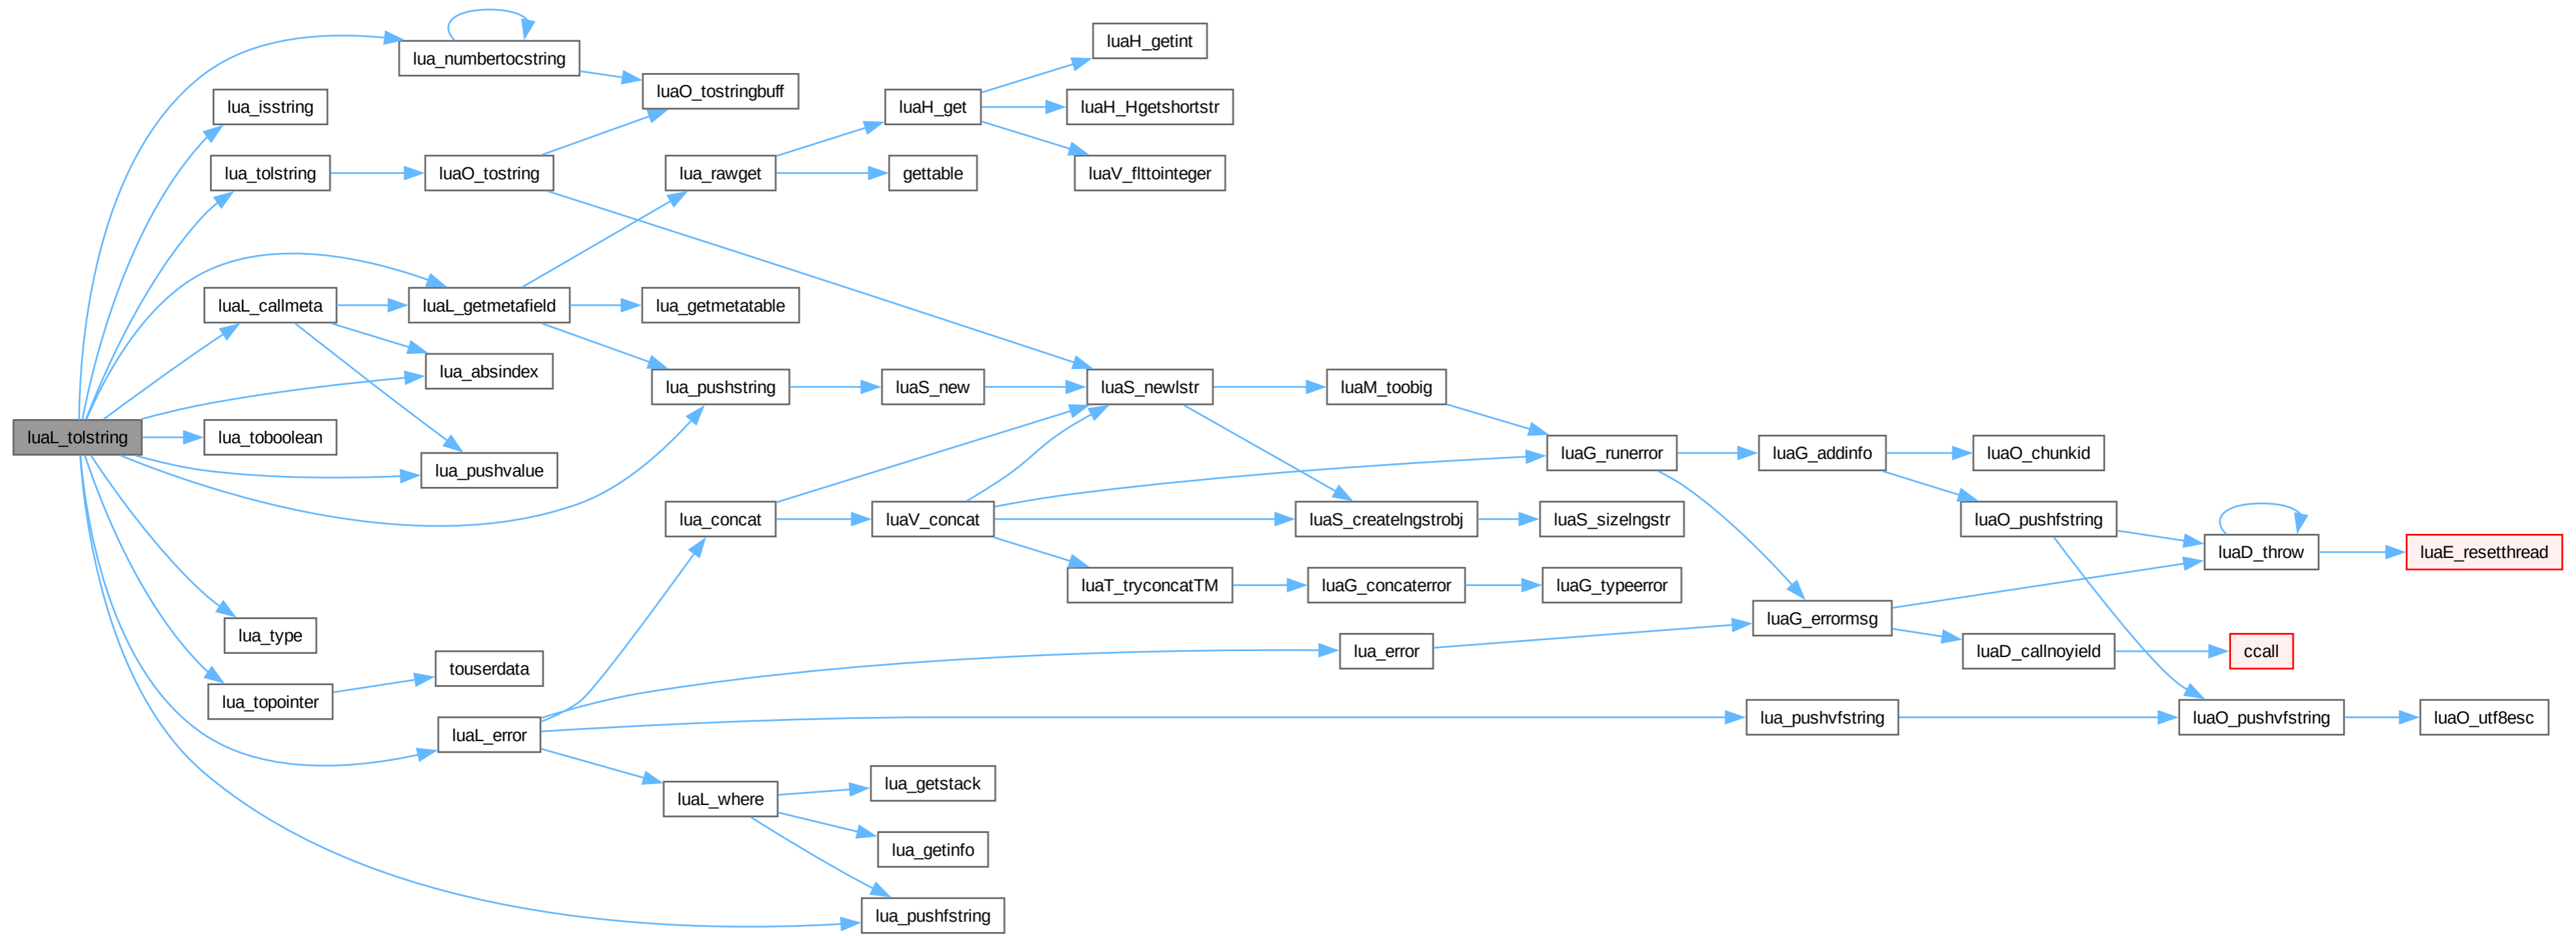 luaH_getint
lua_numbertocstring
luaO_tostringbuff
lua_isstring
luaH_get
luaH_Hgetshortstr
lua_tolstring
luaO_tostring
lua_rawget
gettable
luaV_flttointeger
luaL_callmeta
luaL_getmetafield
lua_getmetatable
lua_absindex
lua_pushstring
luaS_new
luaS_newlstr
luaM_toobig
luaL_tolstring
lua_toboolean
lua_pushvalue
luaG_runerror
luaG_addinfo
luaO_chunkid
lua_concat
luaV_concat
luaS_createlngstrobj
luaS_sizelngstr
luaO_pushfstring
luaD_throw
luaE_resetthread
luaT_tryconcatTM
luaG_concaterror
luaG_typeerror
luaG_errormsg
lua_type
lua_error
luaD_callnoyield
ccall
touserdata
lua_topointer
luaL_error
lua_pushvfstring
luaO_pushvfstring
luaO_utf8esc
luaL_where
lua_getstack
lua_getinfo
lua_pushfstring